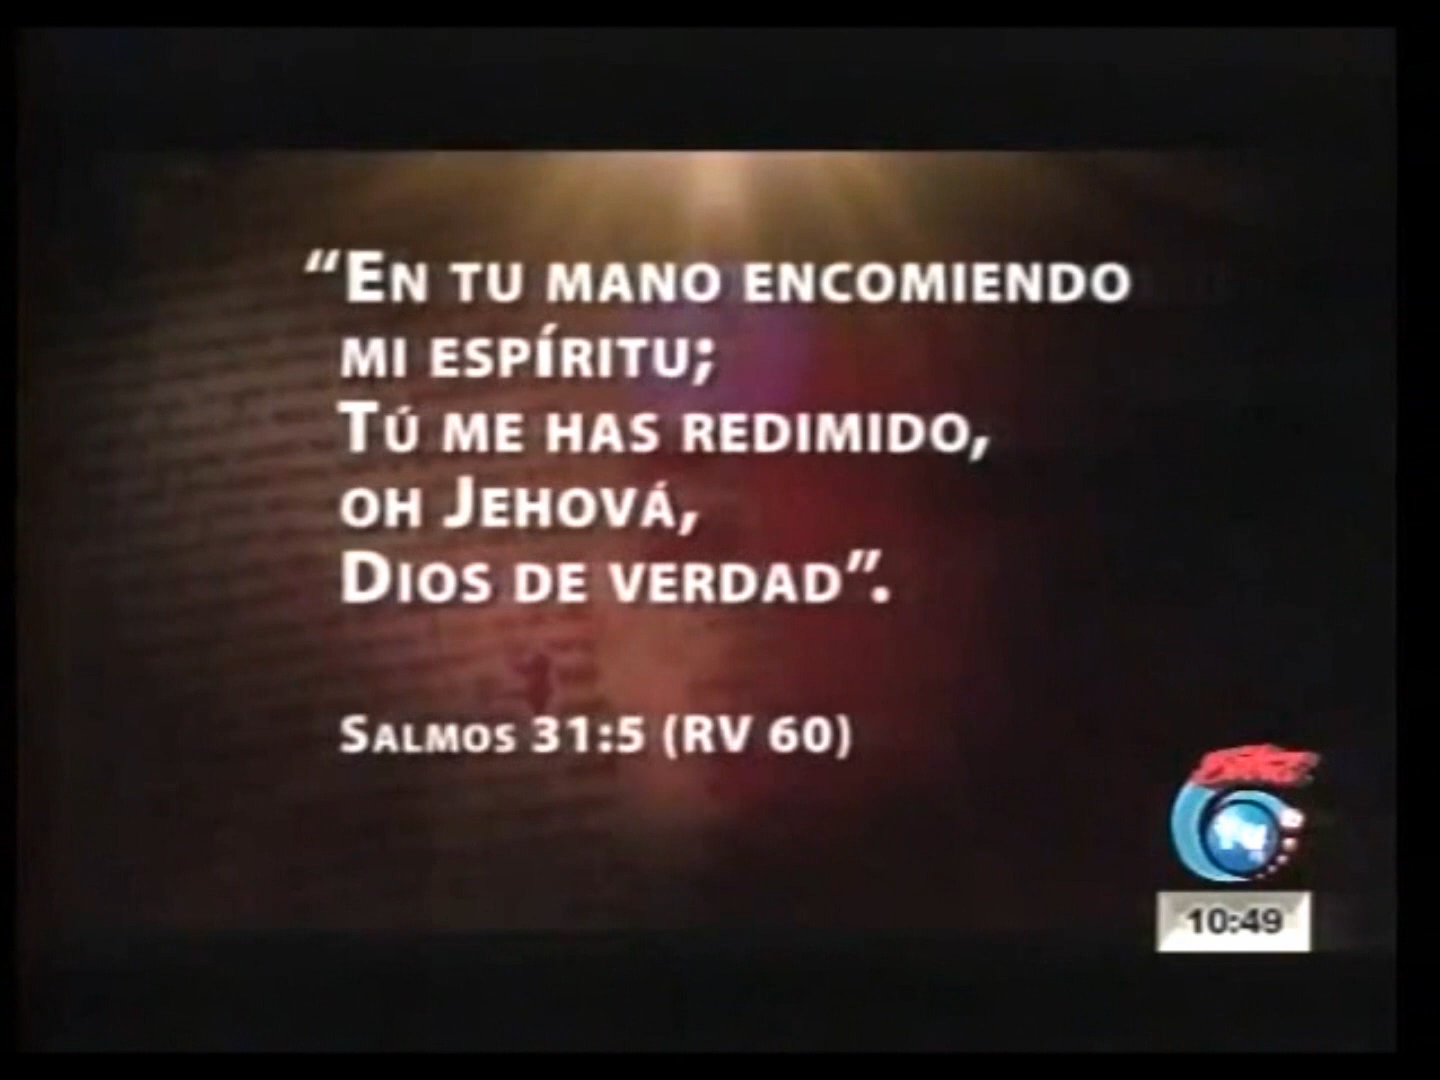 “En tu mano encomiendo
mi espíritu;
Tú me has redimido,
oh Jehová,
Dios de verdad”.
Salmos 31:5 (RV 60)
10:49